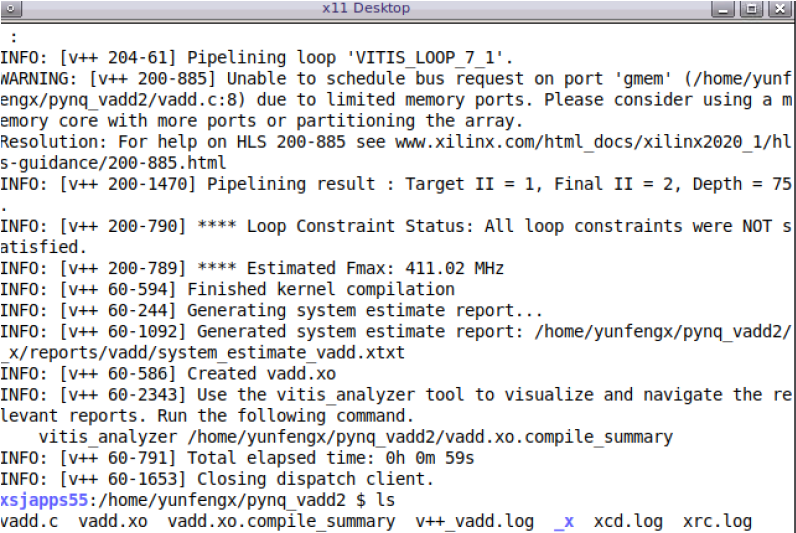 x11 Desktop
:
INFO: [v++ 204-61] Pipelining loop 'VITIS_LOOP_7_1'.
WARNING: [v++ 200-885] Unable to schedule bus request on port 'gmem' (/home/yunf
engx/pynq_vadd2/vadd.c:8) due to limited memory ports. Please consider using a m
emory core with more ports or partitioning the array.
Resolution: For help on HLS 200-885 see www.xilinx.com/html_docs/xilinx2020_1/hl
s-guidance/200-885.html
INFO: [v++ 200-1470] Pipelining result : Target II = 1, Final II = 2, Depth = 75
.
INFO: [v++ 200-790] **** Loop Constraint Status: All loop constraints were NOT s
atisfied.
INFO: [v++ 200-789] **** Estimated Fmax: 411.02 MHz
INFO: [v++ 60-594] Finished kernel compilation
INFO: [v++ 60-244] Generating system estimate report...
INFO: [v++ 60-1092] Generated system estimate report: /home/yunfengx/pynq_vadd2/
_x/reports/vadd/system_estimate_vadd.xtxt
INFO: [v++ 60-586] Created vadd.xo
INFO: [v++ 60-2343] Use the vitis_analyzer tool to visualize and navigate the re
levant reports. Run the following command.
    vitis_analyzer /home/yunfengx/pynq_vadd2/vadd.xo.compile_summary
INFO: [v++ 60-791] Total elapsed time: 0h 0m 59s
INFO: [v++ 60-1653] Closing dispatch client.
xsjapps55:/home/yunfengx/pynq_vadd2 $ ls
vadd.c  vadd.xo  vadd.xo.compile_summary  v++_vadd.log  _x  xcd.log  xrc.log